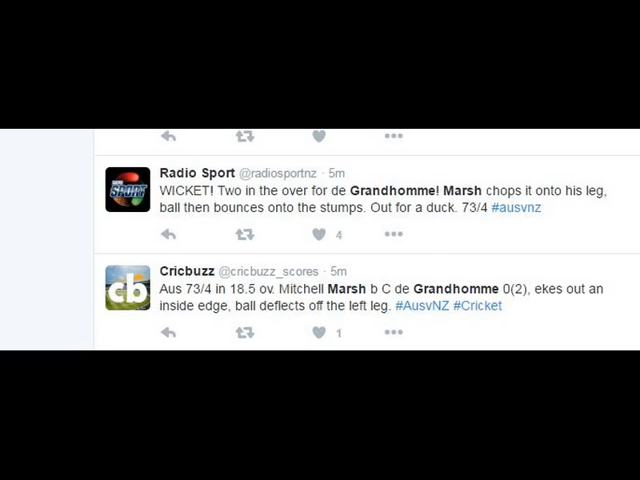 Radio Sport @radiosportnz · 5m
WICKET! Two in the over for de Grandhomme! Marsh chops it onto his leg,
ball then bounces onto the stumps. Out for a duck. 73/4 #ausvnz
4
Cricbuzz @cricbuzz_scores · 5m
Aus 73/4 in 18.5 ov. Mitchell Marsh b C de Grandhomme 0(2), ekes out an
inside edge, ball deflects off the left leg. #AusvNZ #Cricket
1
SPORT
cb